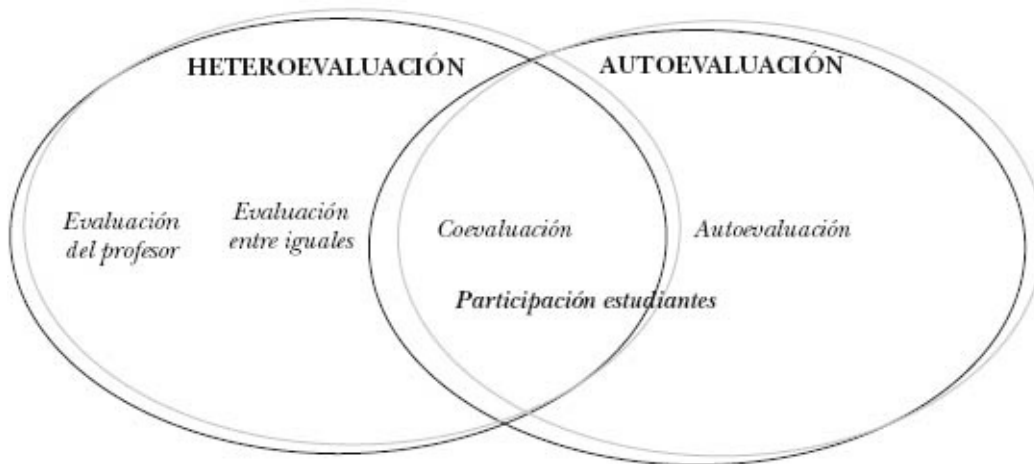 HETEROEVALUACIÓN
AUTOEVALUACIÓN
Evaluación
del profesor
Evaluación
entre iguales
Coevaluación
Autoevaluación
Participación estudiantes